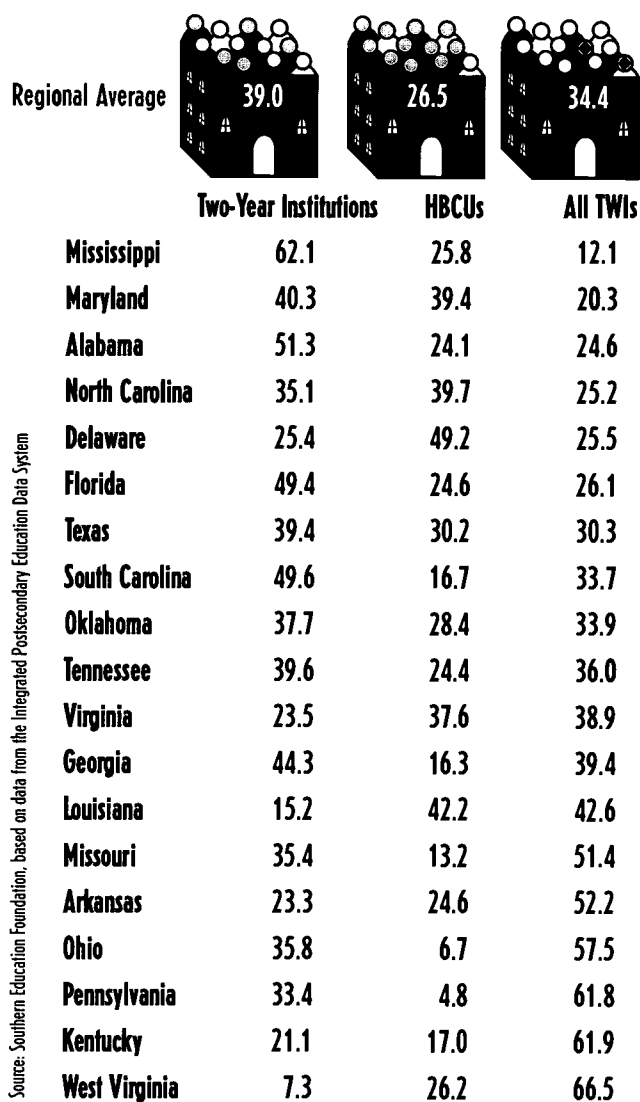 Regional Average 39.0 26.5 34.4
Two-Year Institutions HBCUs All TWIs
Mississippi 62.1 25.8 12.1
Maryland 40.3 39.4 20.3
Alabama 51.3 24.1 24.6
North Carolina 35.1 39.7 25.2
Delaware 25.4 49.2 25.5
Florida 49.4 24.6 26.1
Texas 39.4 30.2 30.3
South Carolina 49.6 16.7 33.7
Oklahoma 37.7 28.4 33.9
Tennessee 39.6 24.4 36.0
Virginia 23.5 37.6 38.9
Georgia 44.3 16.3 39.4
Louisiana 15.2 42.2 42.6
Missouri 35.4 13.2 51.4
Arkansas 23.3 24.6 52.2
Ohio 35.8 6.7 57.5
Pennsylvania 33.4 4.8 61.8
Kentucky 21.1 17.0 61.9
West Virginia 7.3 26.2 66.5
Source: Southern Education Foundation, based on data from the Integrated Postsecondary Education Data System